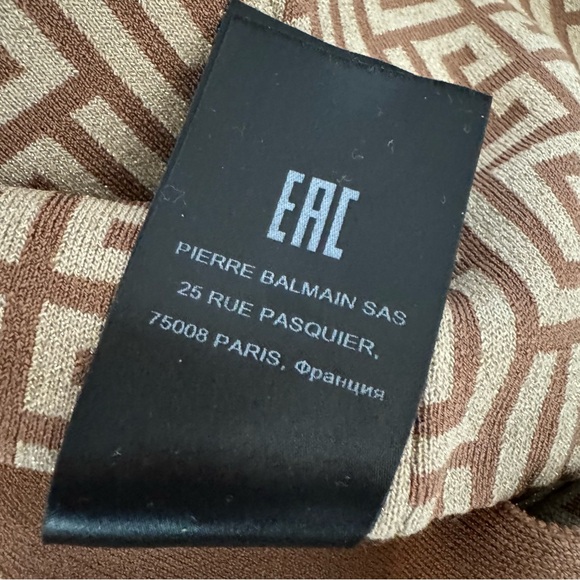 EAC
PIERRE BALMAIN SAS
25 RUE PASQUIER,
75008 PARIS, Франция